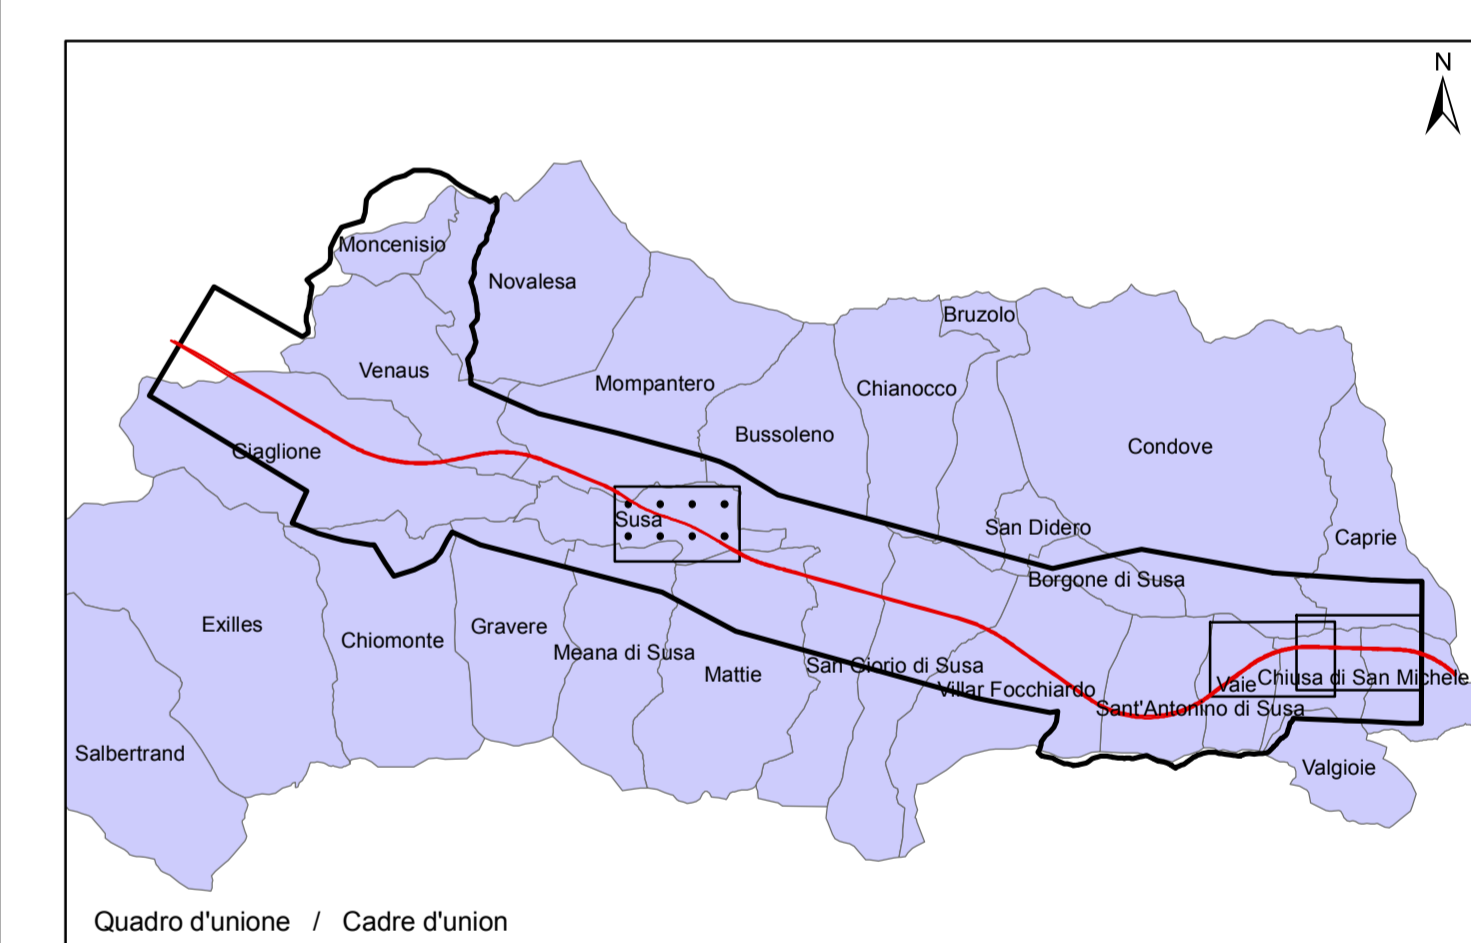 N
Moncenisio
Novalesa
Bruzolo
Venaus
Mompantero
Chianocco
Bussoleno
Condove
Giaglione
Susa
San Didero
Caprie
Borgone di Susa
Exilles
Chiomonte
Gravere
Meana di Susa
Mattie
San Giorio di Susa
Villar Focchiardo
Vaie
Chiusa di San Michele
Sant'Antonino di Susa
Salbertrand
Valgioie
Quadro d'unione / Cadre d'union